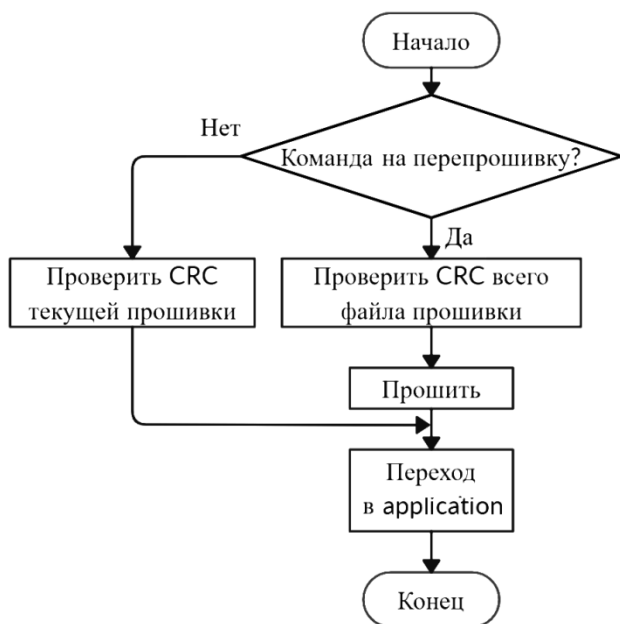 Начало
Нет
Команда на перепрошивку?
Да
Проверить CRC
текущей прошивки
Проверить CRC всего
файла прошивки
Прошить
Переход
в application
Конец